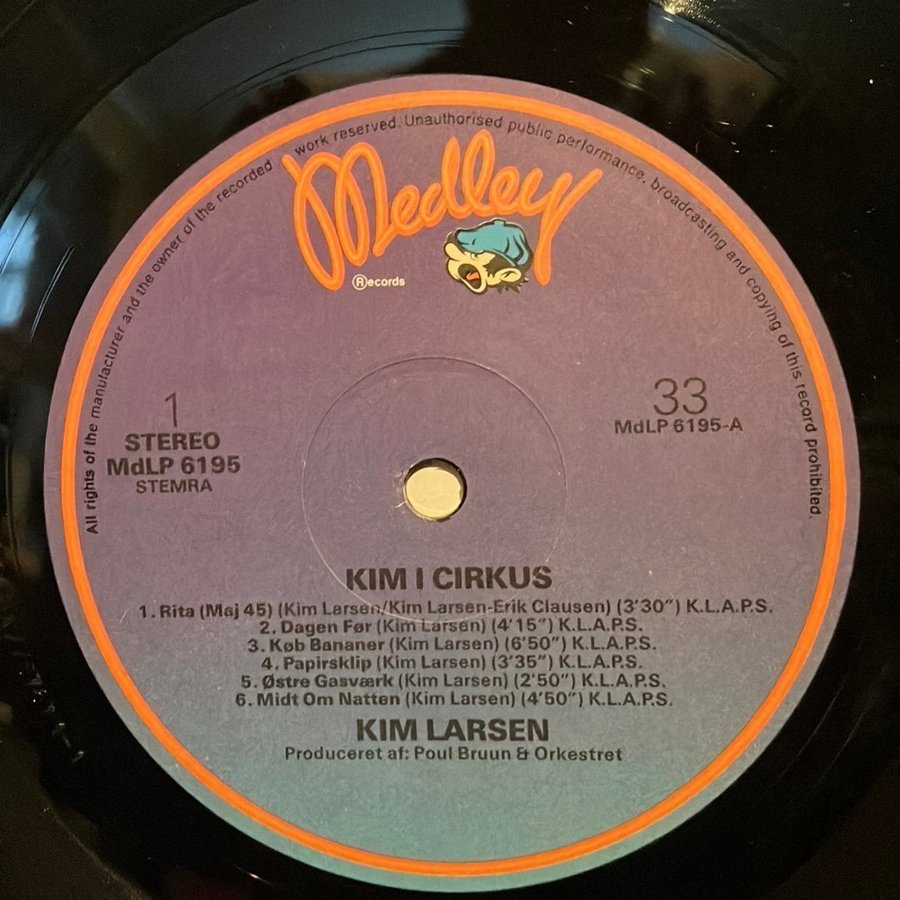 All rights of the manufacturer and the owner of the recorded work reserved. Unauthorised public performance, broadcasting and copying of this record prohibited.
Medley
Ⓡecords
1
STEREO
MdLP 6195
STEMRA
33
MdLP 6195-A
KIM I CIRKUS
1. Rita (Maj 45) (Kim Larsen/Kim Larsen-Erik Clausen) (3'30") K.L.A.P.S.
2. Dagen Før (Kim Larsen) (4'15") K.L.A.P.S.
3. Køb Bananer (Kim Larsen) (6'50") K.L.A.P.S.
4. Papirsklip (Kim Larsen) (3'35") K.L.A.P.S.
5. Østre Gasværk (Kim Larsen) (2'50") K.L.A.P.S.
6. Midt Om Natten (Kim Larsen) (4'50") K.L.A.P.S.
KIM LARSEN
Produceret af: Poul Bruun & Orkestret